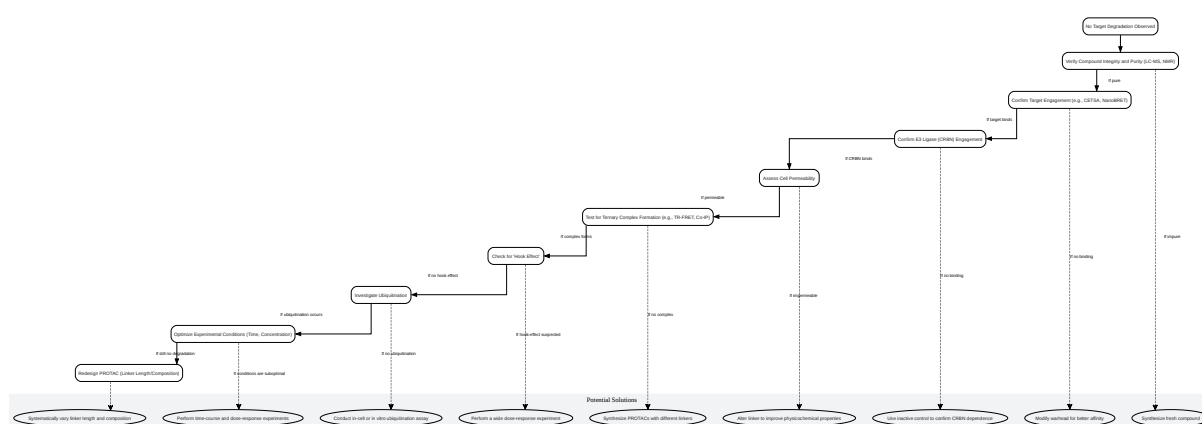 No Target Degradation Observed
Verify Compound Integrity and Purity (LC-MS, NMR)
If pure
Confirm Target Engagement (e.g., CETSA, NanoBRET)
If target binds
Confirm E3 Ligase (CRBN) Engagement
If CRBN binds
Assess Cell Permeability
If permeable
Test for Ternary Complex Formation (e.g., TR-FRET, Co-IP)
If complex forms
If impure
Check for 'Hook Effect'
If no binding
If no hook effect
If no binding
Investigate Ubiquitination
If impermeable
If ubiquitination occurs
If no complex
Optimize Experimental Conditions (Time, Concentration)
If hook effect suspected
If still no degradation
If no ubiquitination
Redesign PROTAC (Linker Length/Composition)
If conditions are suboptimal
Potential Solutions
Systematically vary linker length and composition
Perform time-course and dose-response experiments
Conduct in-cell or in vitro ubiquitination assay
Perform a wide dose-response experiment
Synthesize PROTACs with different linkers
Alter linker to improve physicochemical properties
Use inactive control to confirm CRBN dependence
Modify warhead for better affinity
Synthesize fresh compound